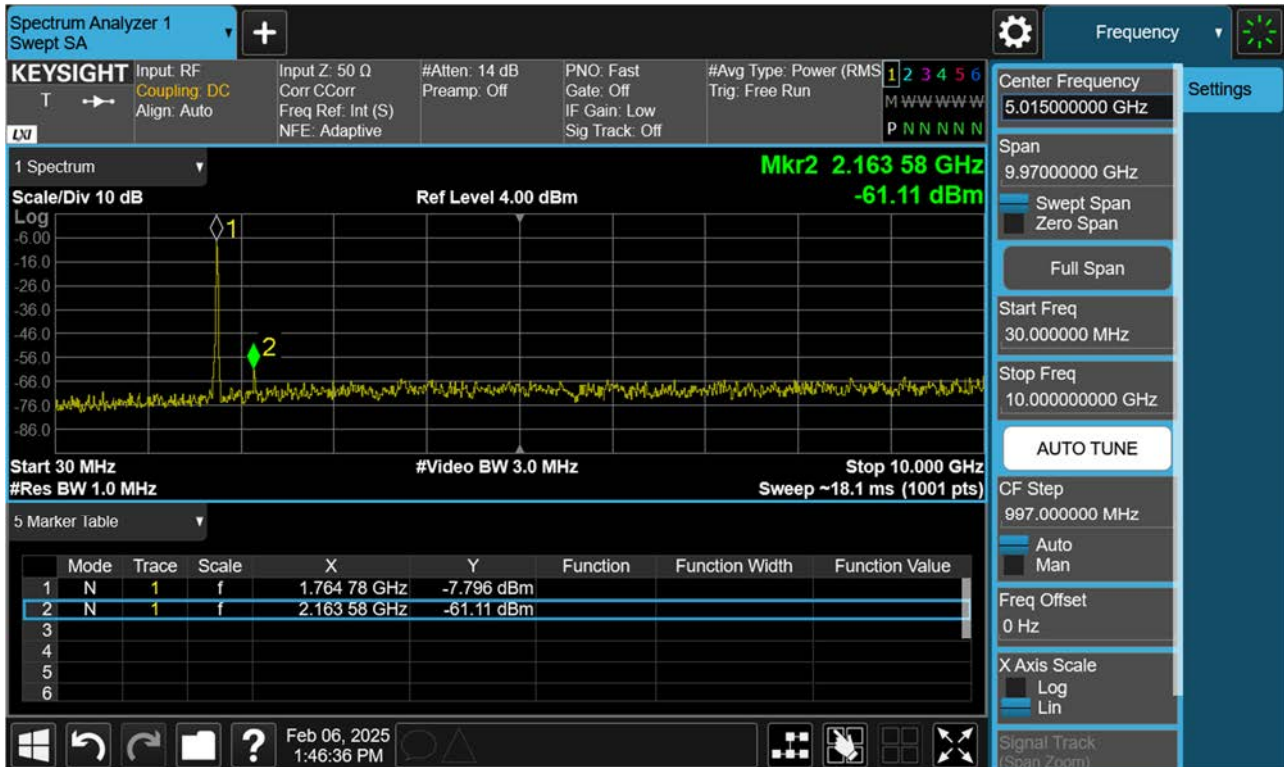 Spectrum Analyzer 1
Swept SA
Frequency
KEYSIGHT
T
LXI
Input: RF
Coupling: DC
Align: Auto
Input Z: 50 Ω
Corr CCorr
Freq Ref: Int (S)
NFE: Adaptive
#Atten: 14 dB
Preamp: Off
PNO: Fast
Gate: Off
IF Gain: Low
Sig Track: Off
#Avg Type: Power (RMS
Trig: Free Run
1 2 3 4 5 6
M W W W W W
P N N N N N
1 Spectrum
Mkr2 2.163 58 GHz
Scale/Div 10 dB
Ref Level 4.00 dBm
-61.11 dBm
Log
1
2
-6.00
-16.0
-26.0
-36.0
-46.0
-56.0
-66.0
-76.0
-86.0
Start 30 MHz
#Video BW 3.0 MHz
Stop 10.000 GHz
#Res BW 1.0 MHz
Sweep ~18.1 ms (1001 pts)
5 Marker Table
Mode Trace Scale X Y Function Function Width Function Value
1 N 1 f 1.764 78 GHz -7.796 dBm
2 N 1 f 2.163 58 GHz -61.11 dBm
3
4
5
6
?
Feb 06, 2025
1:46:36 PM
Center Frequency
5.015000000 GHz
Settings
Span
9.97000000 GHz
Swept Span
Zero Span
Full Span
Start Freq
30.000000 MHz
Stop Freq
10.000000000 GHz
AUTO TUNE
CF Step
997.000000 MHz
Auto
Man
Freq Offset
0 Hz
X Axis Scale
Log
Lin
Signal Track
(Span Zoom)